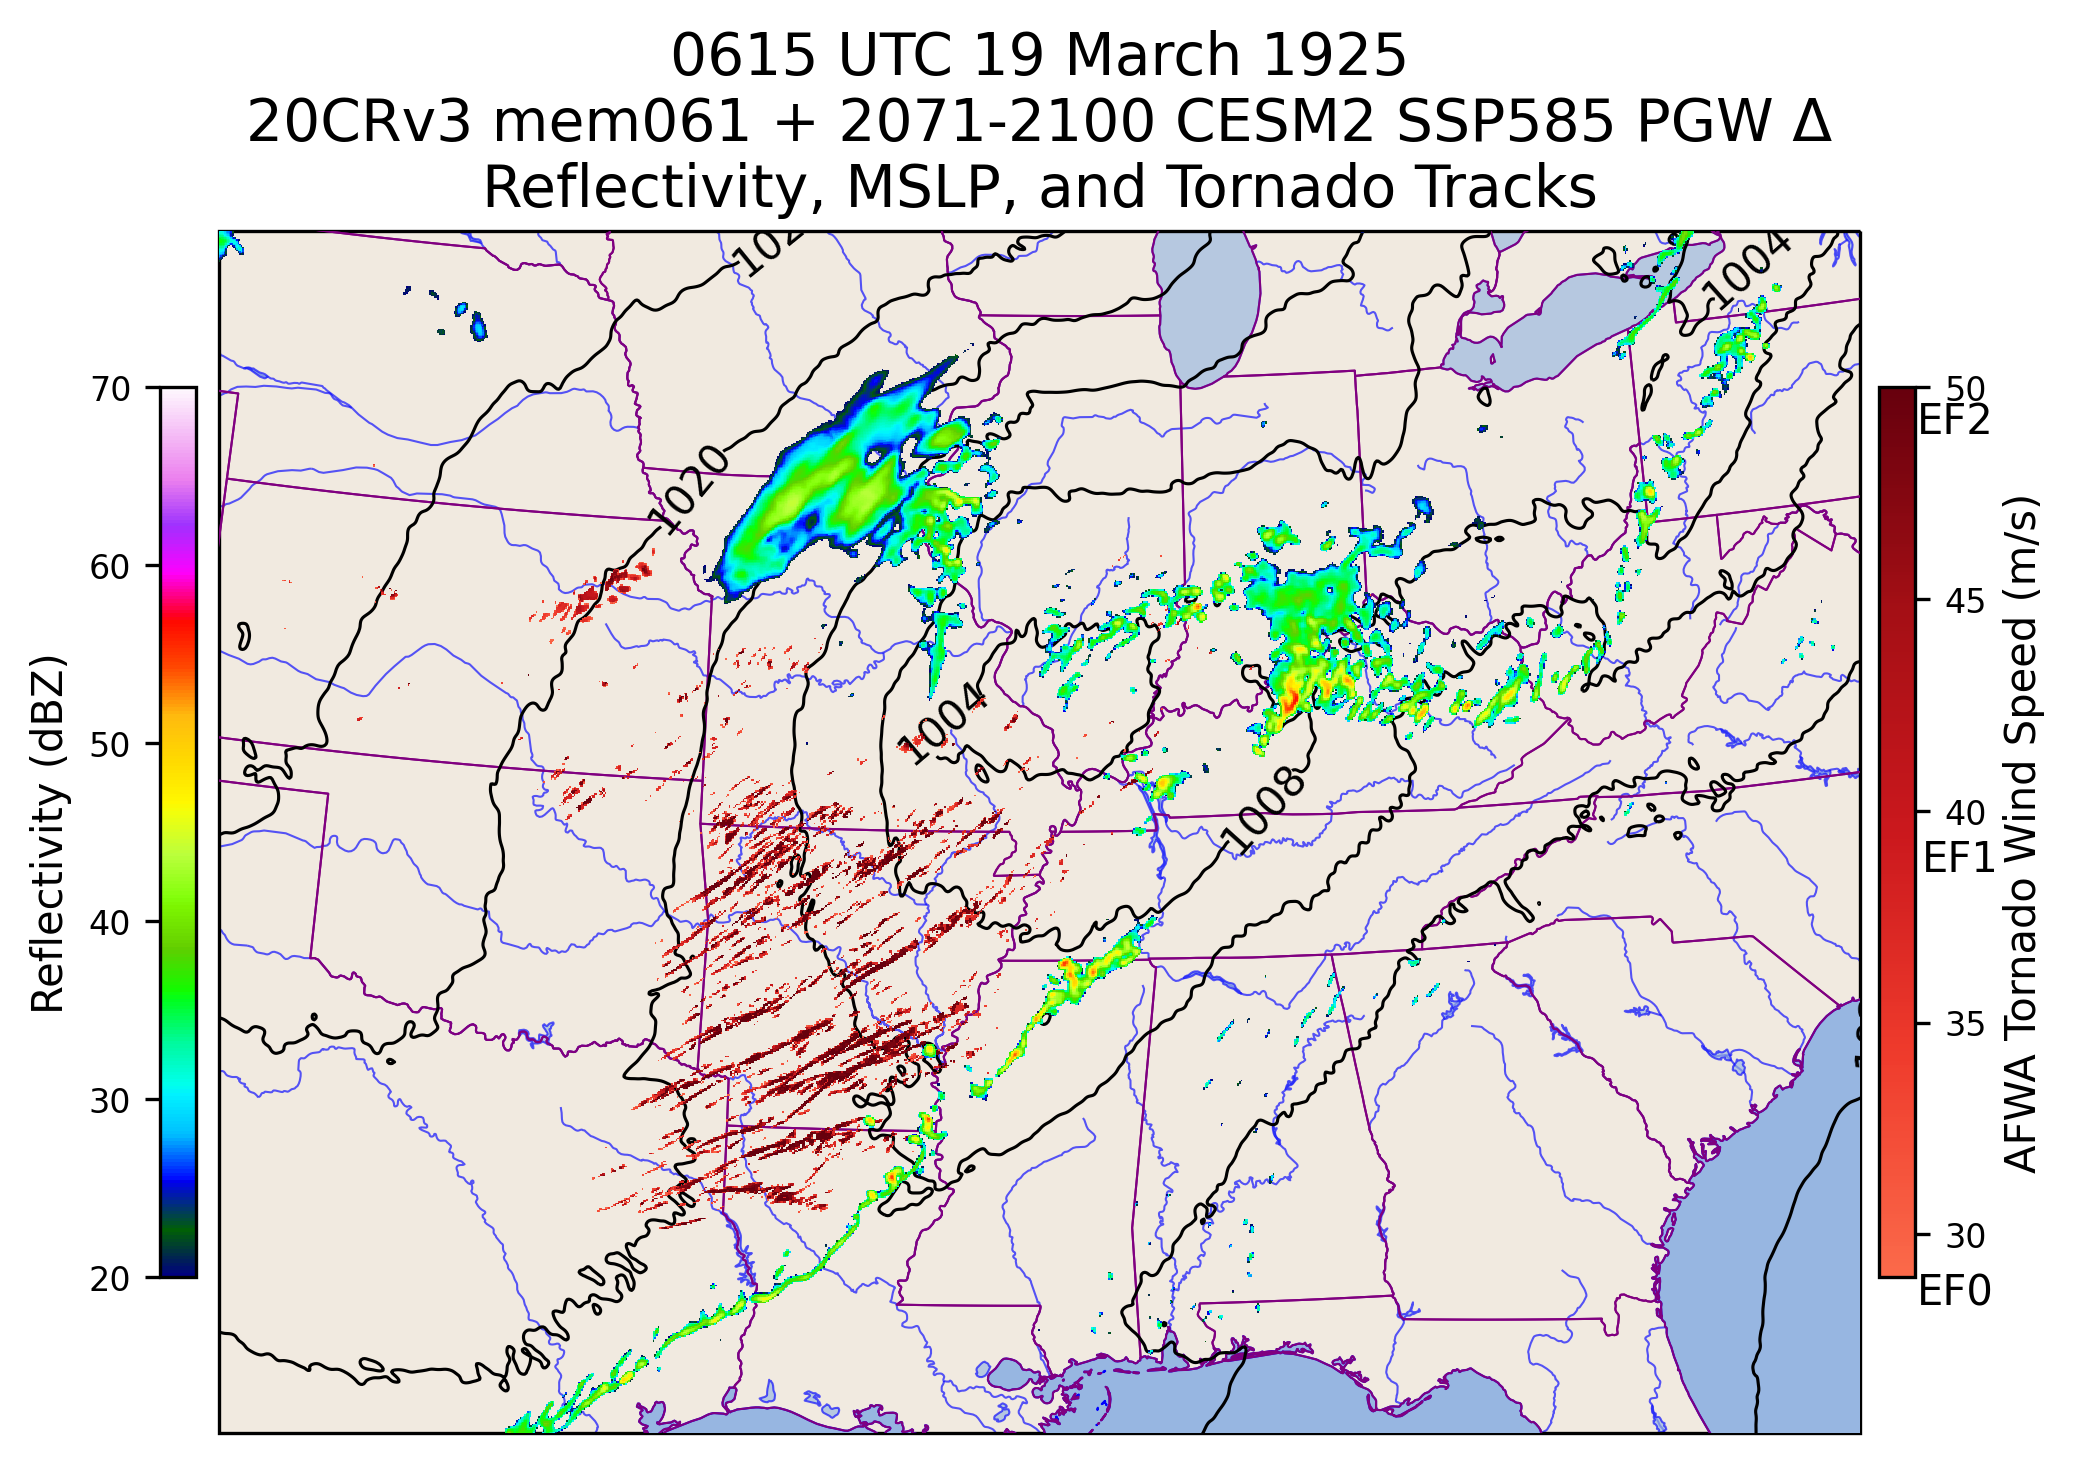 0615 UTC 19 March 1925
20CRv3 mem061 + 2071-2100 CESM2 SSP585 PGW Δ
Reflectivity, MSLP, and Tornado Tracks
Reflectivity (dBZ)
70
60
50
40
30
20
1004
1020
1004
1008
50
EF2
45
40
EF1
35
30
EF0
AFWA Tornado Wind Speed (m/s)